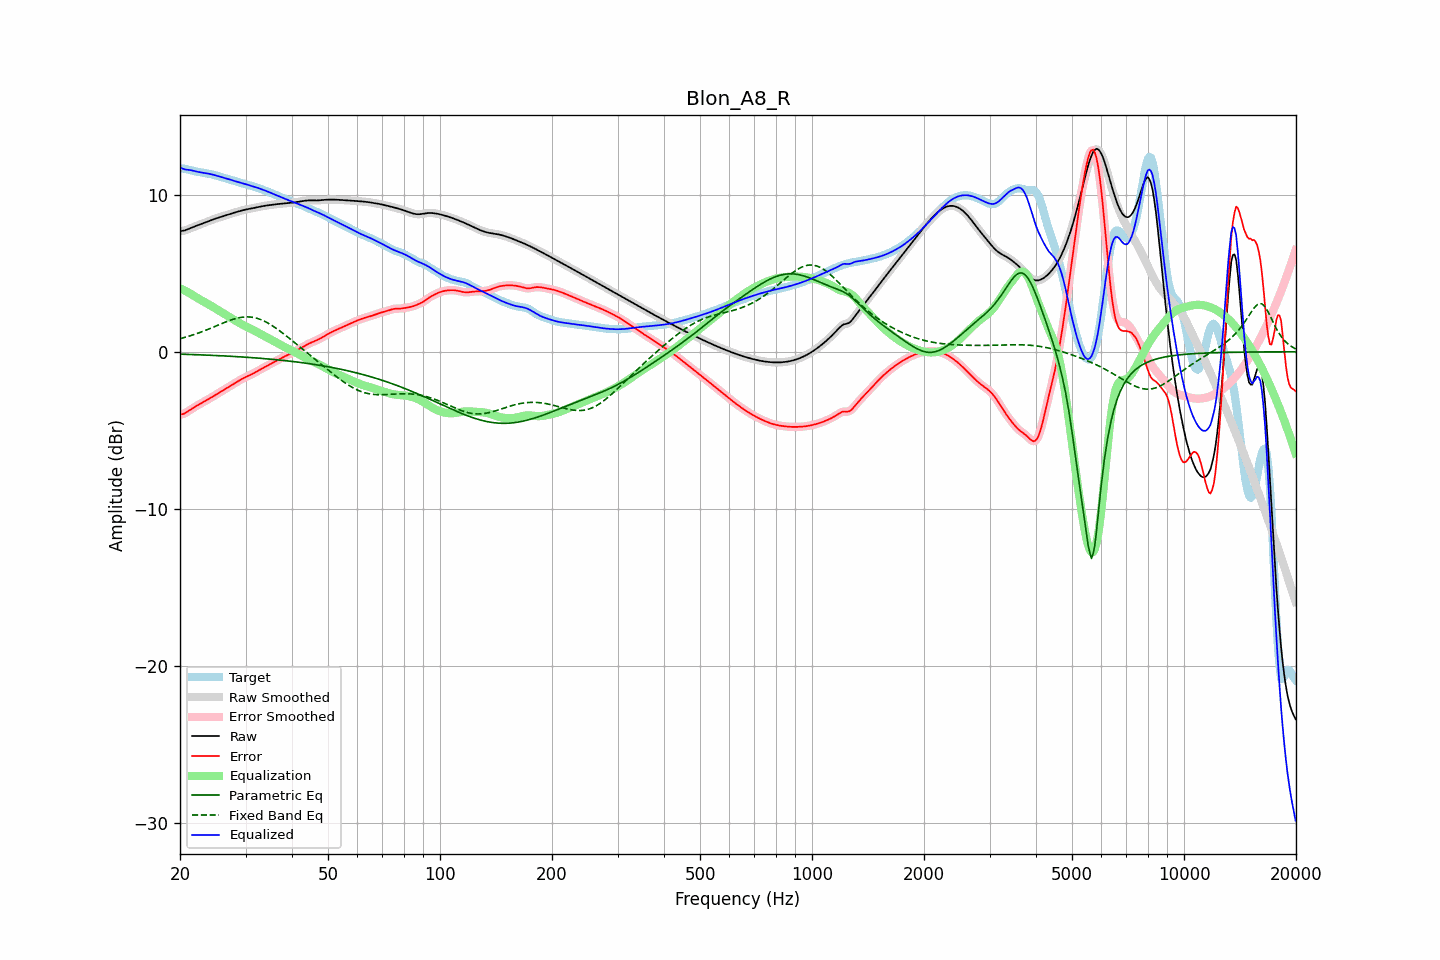 Blon_A8_R
Amplitude (dBr)
10
0
−10
−20
−30
Target
Raw Smoothed
Error Smoothed
Raw
Error
Equalization
Parametric Eq
Fixed Band Eq
Equalized
20 50 100 200 500 1000 2000 5000 10000 20000
Frequency (Hz)